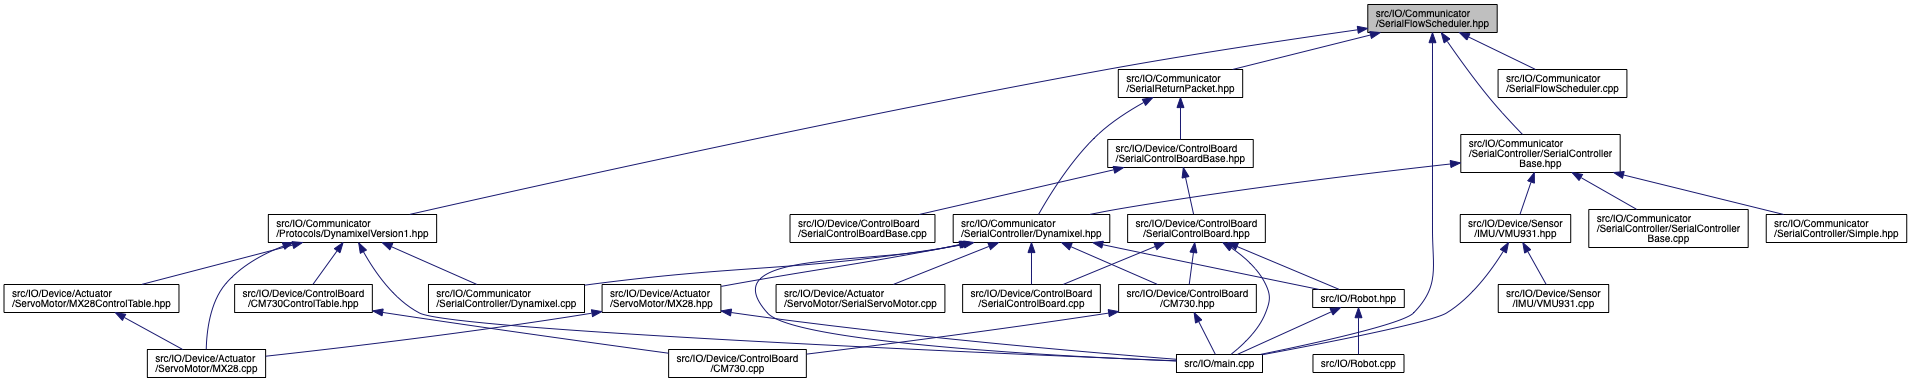 src/IO/Communicator
/SerialFlowScheduler.hpp
src/IO/Communicator
/SerialReturnPacket.hpp
src/IO/Communicator
/SerialFlowScheduler.cpp
src/IO/Device/ControlBoard
/SerialControlBoardBase.hpp
src/IO/Communicator
/SerialController/SerialController
Base.hpp
src/IO/Communicator
/Protocols/DynamixelVersion1.hpp
src/IO/Device/ControlBoard
/SerialControlBoardBase.cpp
src/IO/Communicator
/SerialController/Dynamixel.hpp
src/IO/Device/ControlBoard
/SerialControlBoard.hpp
src/IO/Device/Sensor
/IMU/VMU931.hpp
src/IO/Communicator
/SerialController/SerialController
Base.cpp
src/IO/Communicator
/SerialController/Simple.hpp
src/IO/Device/Actuator
/ServoMotor/MX28ControlTable.hpp
src/IO/Device/ControlBoard
/CM730ControlTable.hpp
src/IO/Communicator
/SerialController/Dynamixel.cpp
src/IO/Device/Actuator
/ServoMotor/MX28.hpp
src/IO/Device/Actuator
/ServoMotor/SerialServoMotor.cpp
src/IO/Device/ControlBoard
/SerialControlBoard.cpp
src/IO/Device/ControlBoard
/CM730.hpp
src/IO/Robot.hpp
src/IO/Device/Sensor
/IMU/VMU931.cpp
src/IO/Device/Actuator
/ServoMotor/MX28.cpp
src/IO/Device/ControlBoard
/CM730.cpp
src/IO/main.cpp
src/IO/Robot.cpp